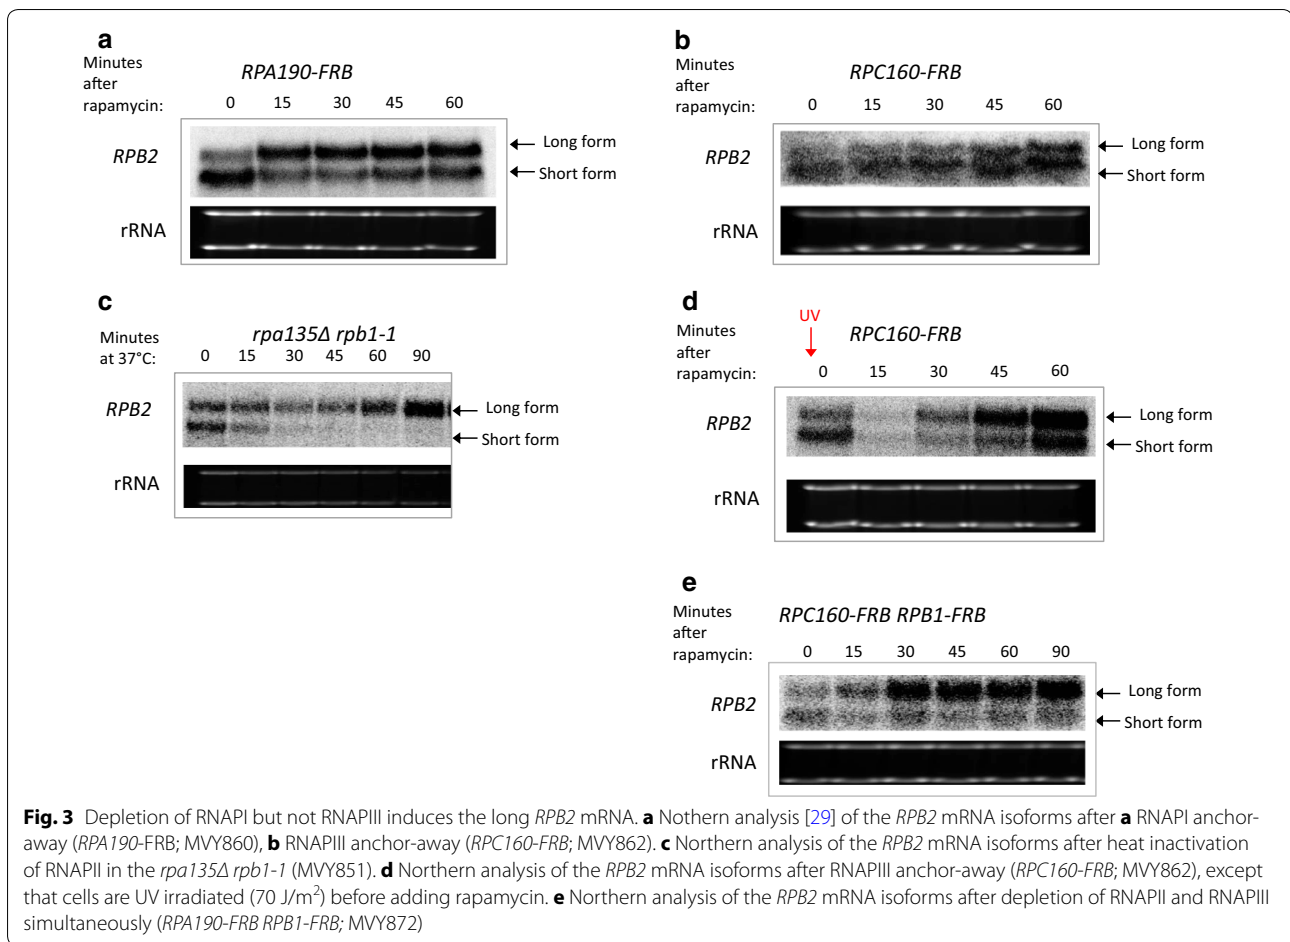 a
Minutes
after
rapamycin:
RPA190-FRB
0 15 30 45 60
RPB2
Long form
Short form
rRNA
b
Minutes
after
rapamycin:
RPC160-FRB
0 15 30 45 60
RPB2
Long form
Short form
rRNA
c
Minutes
at 37°C:
rpa135Δ rpb1-1
0 15 30 45 60 90
RPB2
Long form
Short form
rRNA
d
UV
Minutes
after
rapamycin:
RPC160-FRB
0 15 30 45 60
RPB2
Long form
Short form
rRNA
e
Minutes
after
rapamycin:
RPC160-FRB RPB1-FRB
0 15 30 45 60 90
RPB2
Long form
Short form
rRNA
Fig. 3 Depletion of RNAPI but not RNAPIII induces the long RPB2 mRNA. a Nothern analysis [29] of the RPB2 mRNA isoforms after a RNAPI anchor-
away (RPA190-FRB; MVY860), b RNAPIII anchor-away (RPC160-FRB; MVY862). c Northern analysis of the RPB2 mRNA isoforms after heat inactivation
of RNAPII in the rpa135Δ rpb1-1 (MVY851). d Northern analysis of the RPB2 mRNA isoforms after RNAPIII anchor-away (RPC160-FRB; MVY862), except
that cells are UV irradiated (70 J/m²) before adding rapamycin. e Northern analysis of the RPB2 mRNA isoforms after depletion of RNAPII and RNAPIII
simultaneously (RPA190-FRB RPB1-FRB; MVY872)